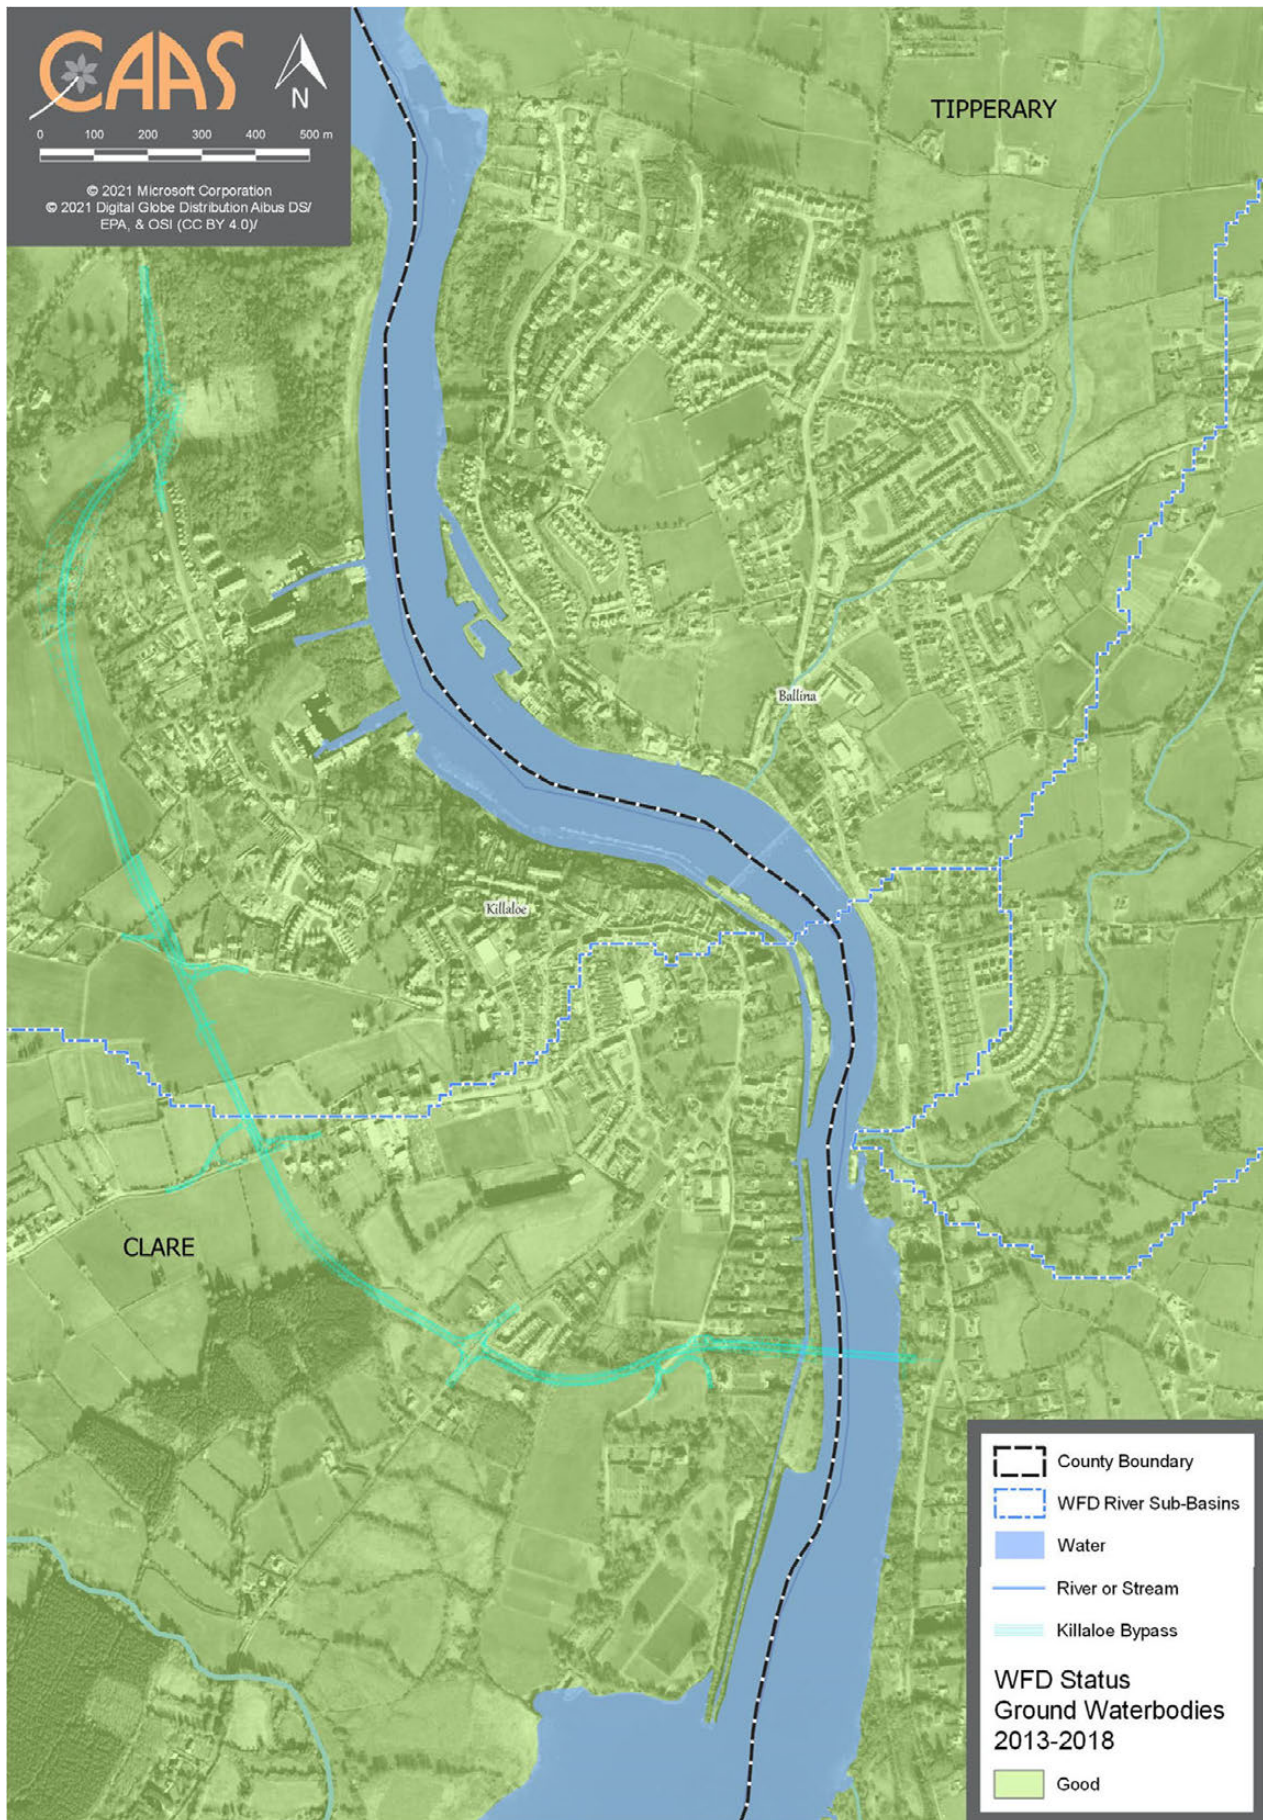 CAAS
N
0 100 200 300 400 500 m
© 2021 Microsoft Corporation
© 2021 Digital Globe Distribution Aibus DS/
EPA, & OSI (CC BY 4.0)/
TIPPERARY
Ballina
Killaloe
CLARE
County Boundary
WFD River Sub-Basins
Water
River or Stream
Killaloe Bypass
WFD Status
Ground Waterbodies
2013-2018
Good